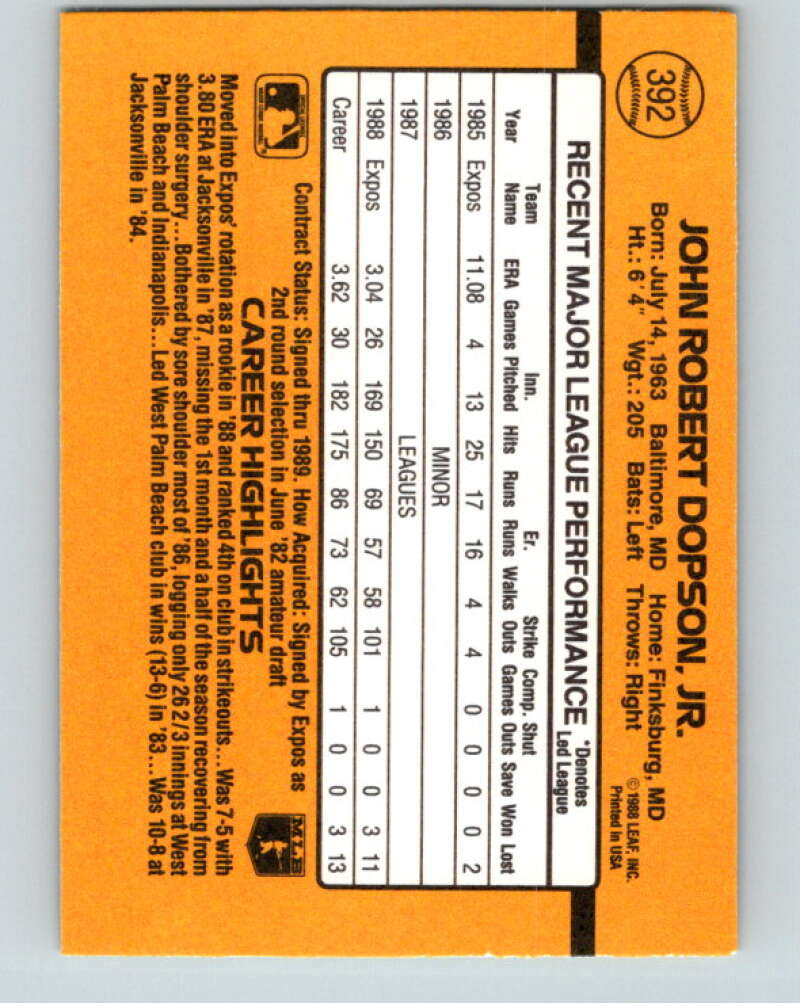 392
JOHN ROBERT DOPSON, JR.
Born: July 14, 1963 Baltimore, MD Home: Finksburg, MD
Ht.: 6' 4" Wgt.: 205 Bats: Left Throws: Right
©1988 LEAF, INC.
Printed in USA
RECENT MAJOR LEAGUE PERFORMANCE *Denotes
Led League
Team Inn. Er. Strike Comp. Shut
Year Name ERA Games Pitched Hits Runs Runs Walks Outs Games Outs Save Won Lost
1985 Expos 11.08 4 13 25 17 16 4 4 0 0 0 0 2
1986 MINOR
1987 LEAGUES
1988 Expos 3.04 26 169 150 69 57 58 101 1 0 0 3 11
Career 3.62 30 182 175 86 73 62 105 1 0 0 3 13
Contract Status: Signed thru 1989. How Acquired: Signed by Expos as
2nd round selection in June '82 amateur draft
MLB
CAREER HIGHLIGHTS
Moved into Expos' rotation as a rookie in '88 and ranked 4th on club in strikeouts...Was 7-5 with
3.80 ERA at Jacksonville in '87, missing the 1st month and a half of the season recovering from
shoulder surgery...Bothered by sore shoulder most of '86, logging only 26 2/3 innings at West
Palm Beach and Indianapolis...Led West Palm Beach club in wins (13-6) in '83...Was 10-8 at
Jacksonville in '84.